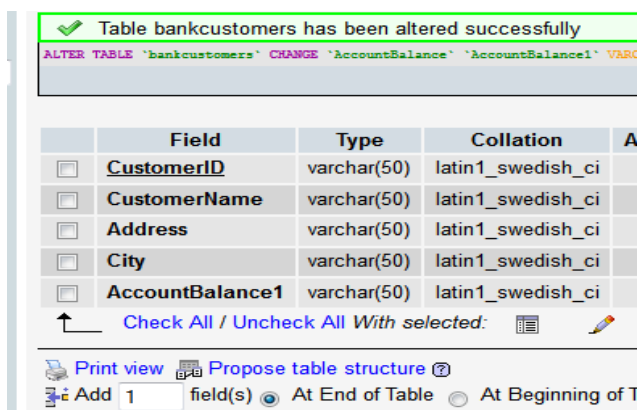 Table bankcustomers has been altered successfully
ALTER TABLE `bankcustomers` CHANGE `AccountBalance` `AccountBalance1`
Field Type Collation A
CustomerID varchar(50) latin1_swedish_ci
CustomerName varchar(50) latin1_swedish_ci
Address varchar(50) latin1_swedish_ci
City varchar(50) latin1_swedish_ci
AccountBalance1 varchar(50) latin1_swedish_ci
Check All / Uncheck All With selected:
Print view Propose table structure
Add 1 field(s) At End of Table At Beginning of